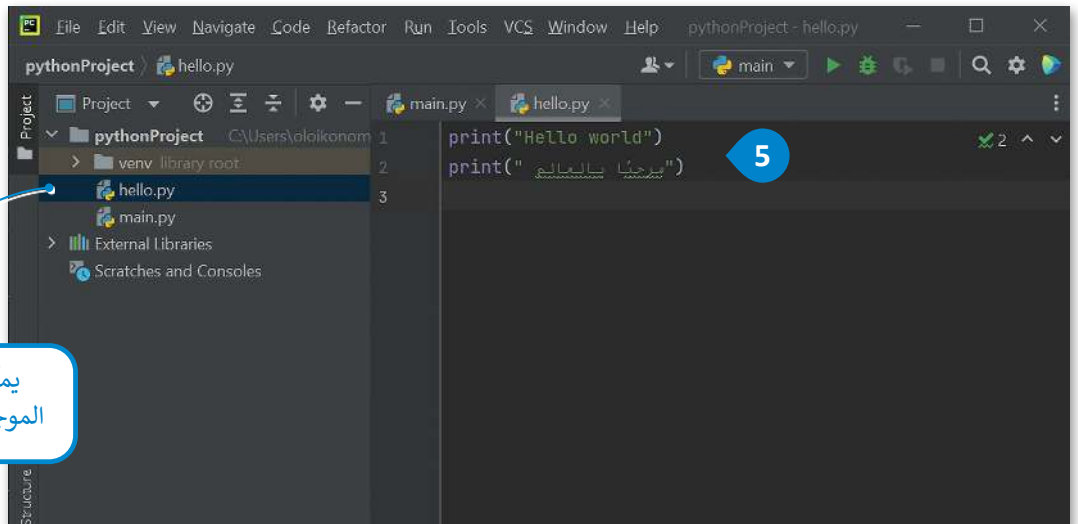 PC File Edit View Navigate Code Refactor Run Tools VCS Window Help pythonProject - hello.py
pythonProject hello.py main
Project main.py hello.py
Project
pythonProject C:\Users\oloikonom
venv library root
hello.py
main.py
External Libraries
Scratches and Consoles
1 print("Hello world")
2 print(" مرحبًا بالعالم")
3
2
5
الموج
Structure